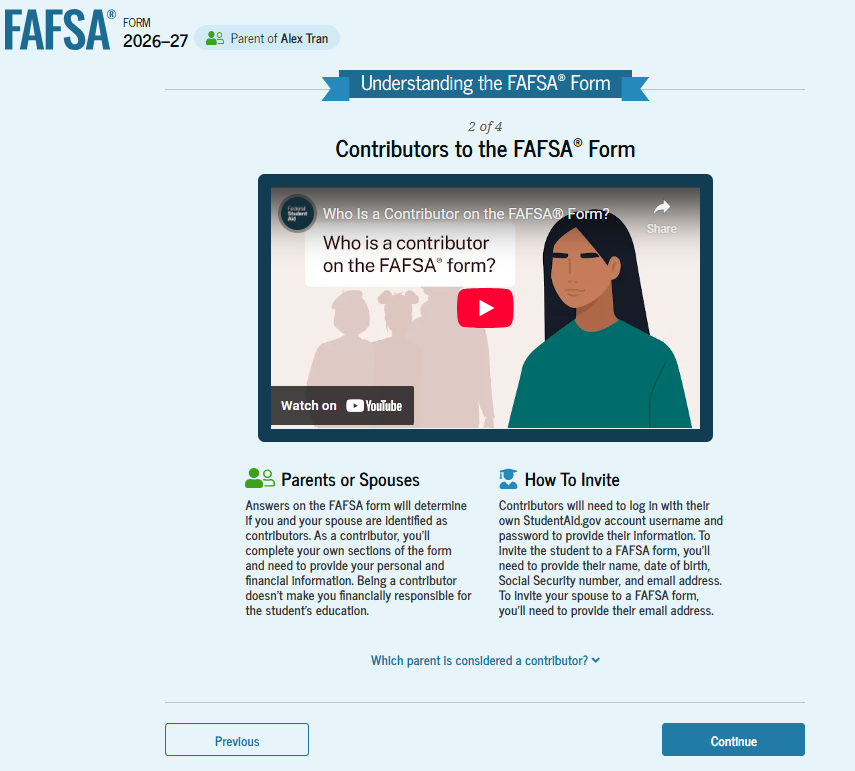 FAFSA®
FORM
2026–27
Parent of Alex Tran
Understanding the FAFSA® Form
2 of 4
Contributors to the FAFSA® Form
Federal
Student
Aid
Who Is a Contributor on the FAFSA® Form?
Share
Who is a contributor
on the FAFSA® form?
Watch on YouTube
Parents or Spouses
Answers on the FAFSA form will determine
if you and your spouse are identified as
contributors. As a contributor, you'll
complete your own sections of the form
and need to provide your personal and
financial information. Being a contributor
doesn't make you financially responsible for
the student's education.
How To Invite
Contributors will need to log in with their
own StudentAid.gov account username and
password to provide their information. To
invite the student to a FAFSA form, you'll
need to provide their name, date of birth,
Social Security number, and email address.
To invite your spouse to a FAFSA form,
you'll need to provide their email address.
Which parent is considered a contributor?
Previous
Continue